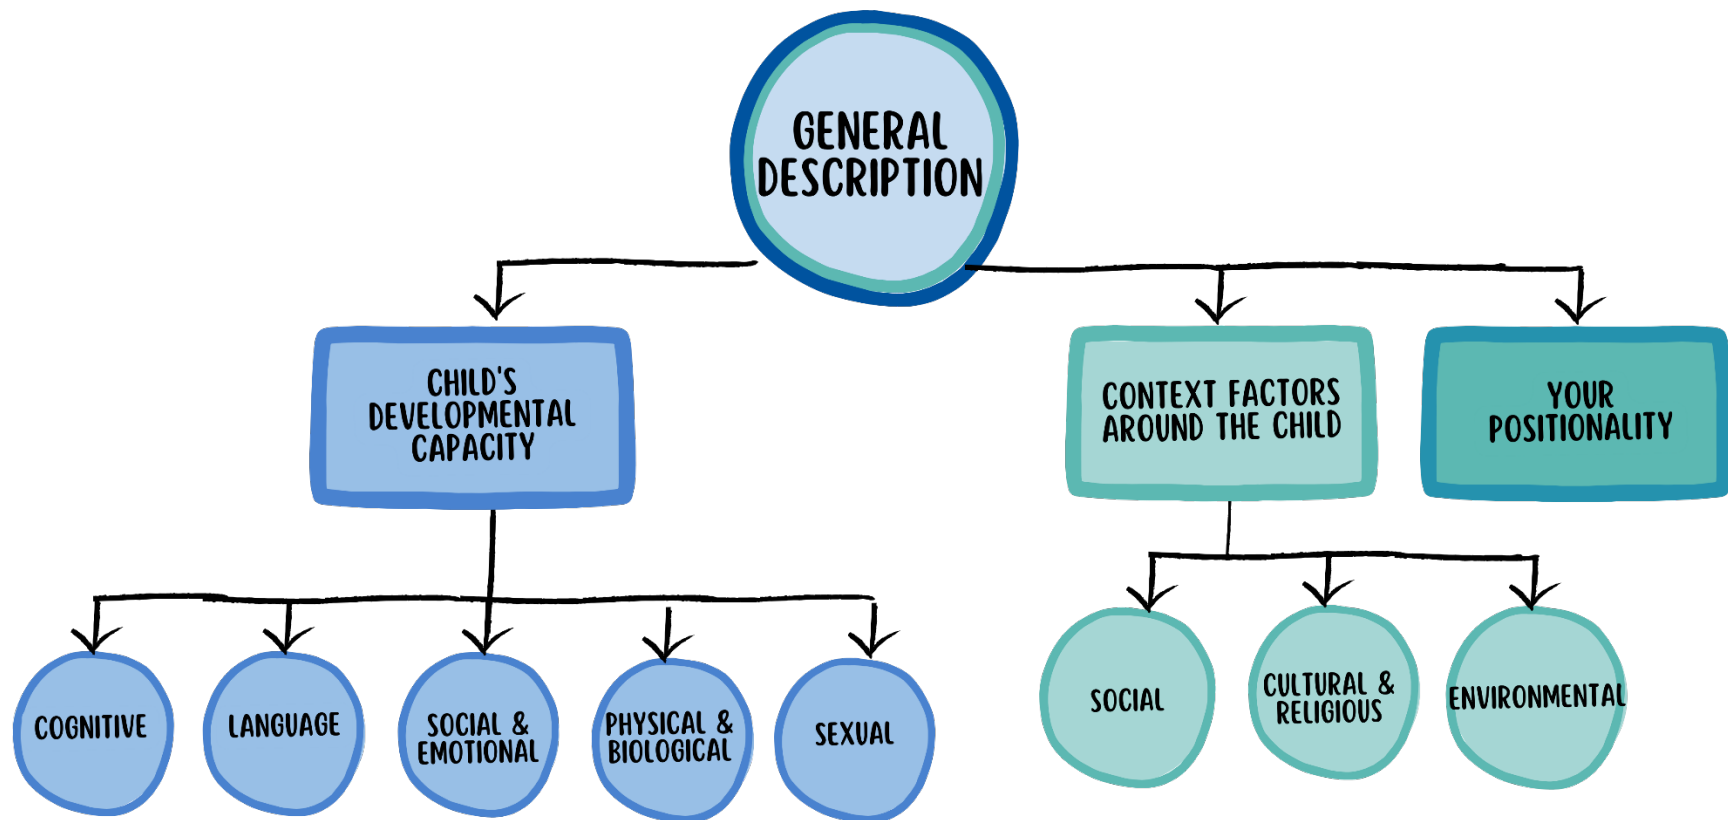 GENERAL
DESCRIPTION
CHILD'S
DEVELOPMENTAL
CAPACITY
CONTEXT FACTORS
AROUND THE CHILD
YOUR
POSITIONALITY
COGNITIVE
LANGUAGE
SOCIAL &
EMOTIONAL
PHYSICAL &
BIOLOGICAL
SEXUAL
SOCIAL
CULTURAL &
RELIGIOUS
ENVIRONMENTAL